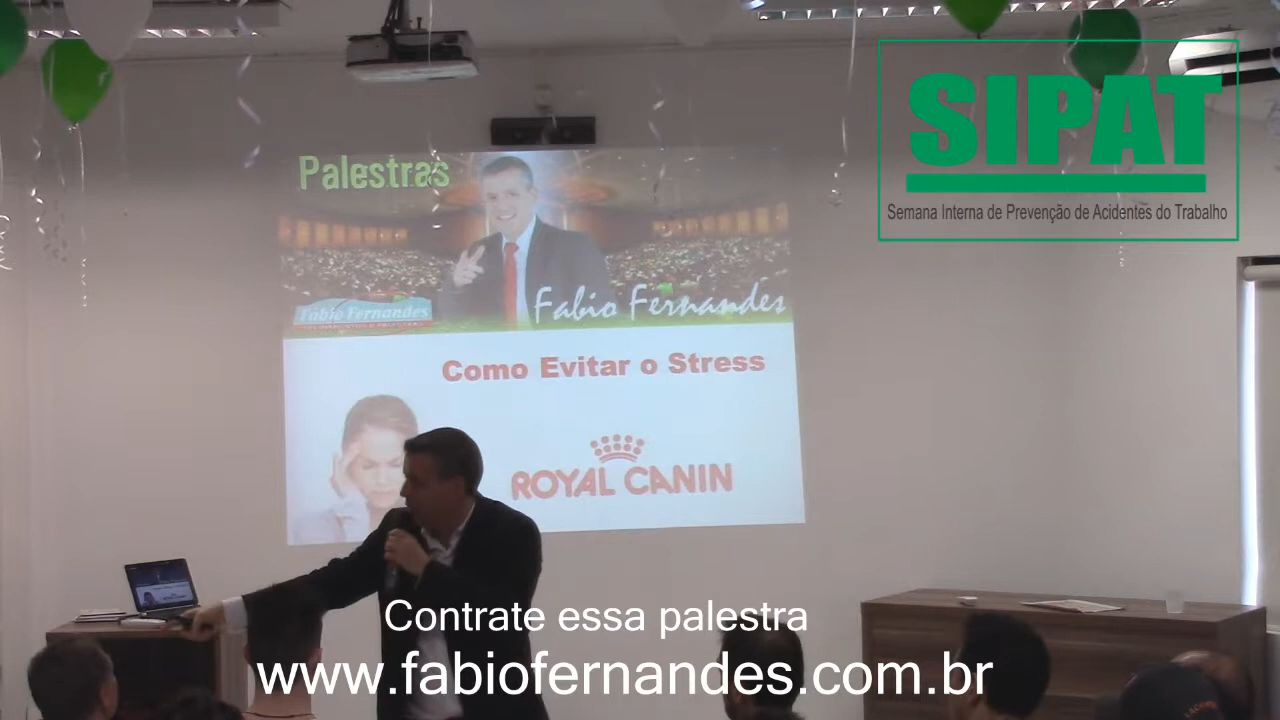 SIPAT
Semana Interna de Prevenção de Acidentes do Trabalho
Palestras
Fabio Fernandes
Fabio Fernandes
Como Evitar o Stress
ROYAL CANIN
Contrate essa palestra
www.fabiofernandes.com.br